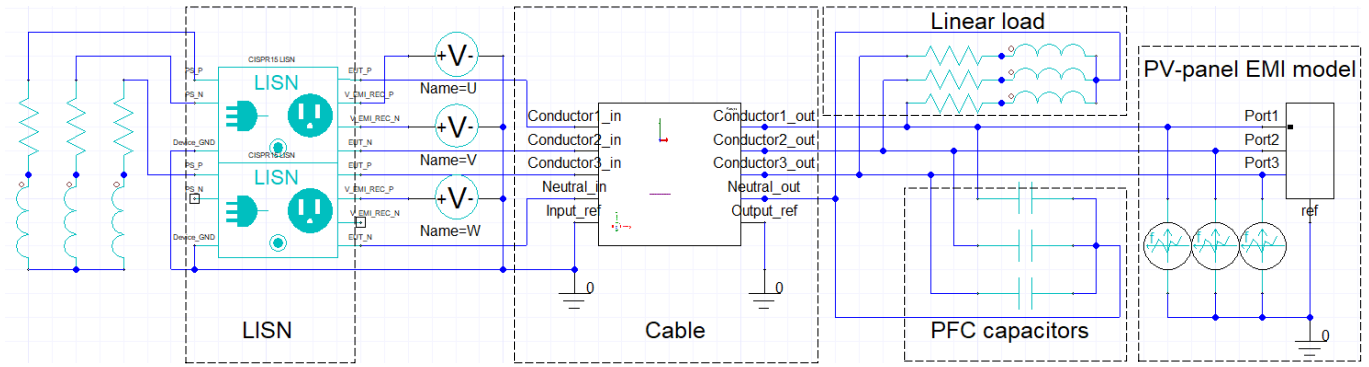 CISPR15 LISN
LISN
PS_P
PS_N
Device_GND
EUT_P
V_EMI_REC_P
V_EMI_REC_N
EUT_N
CISPR15 LISN
LISN
PS_P
PS_N
Device_GND
EUT_P
V_EMI_REC_P
V_EMI_REC_N
EUT_N
LISN
+V-
Name=U
+V-
Name=V
+V-
Name=W
Conductor1_in
Conductor2_in
Conductor3_in
Neutral_in
Input_ref
Conductor1_out
Conductor2_out
Conductor3_out
Neutral_out
Output_ref
0
0
Cable
Linear load
PFC capacitors
PV-panel EMI model
Port1
Port2
Port3
ref
0